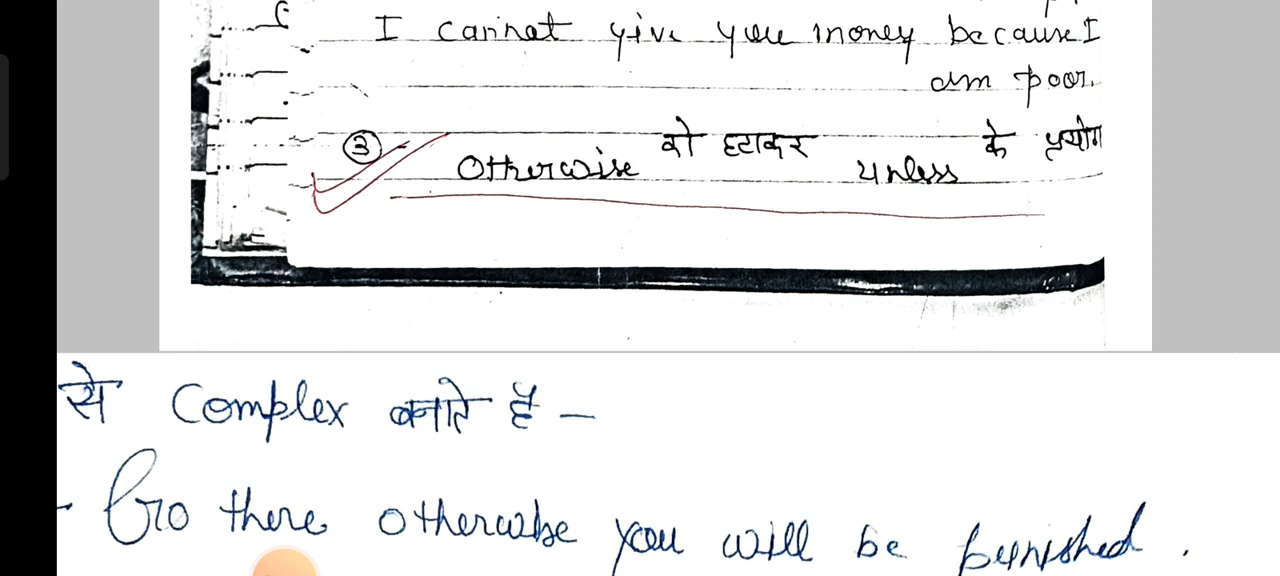 I cannot give you money because I
am poor.
③ - Otherwise को हटाकर unless के प्रयोग
से Complex बनाते हैं —
- Go there otherwise you will be punished.